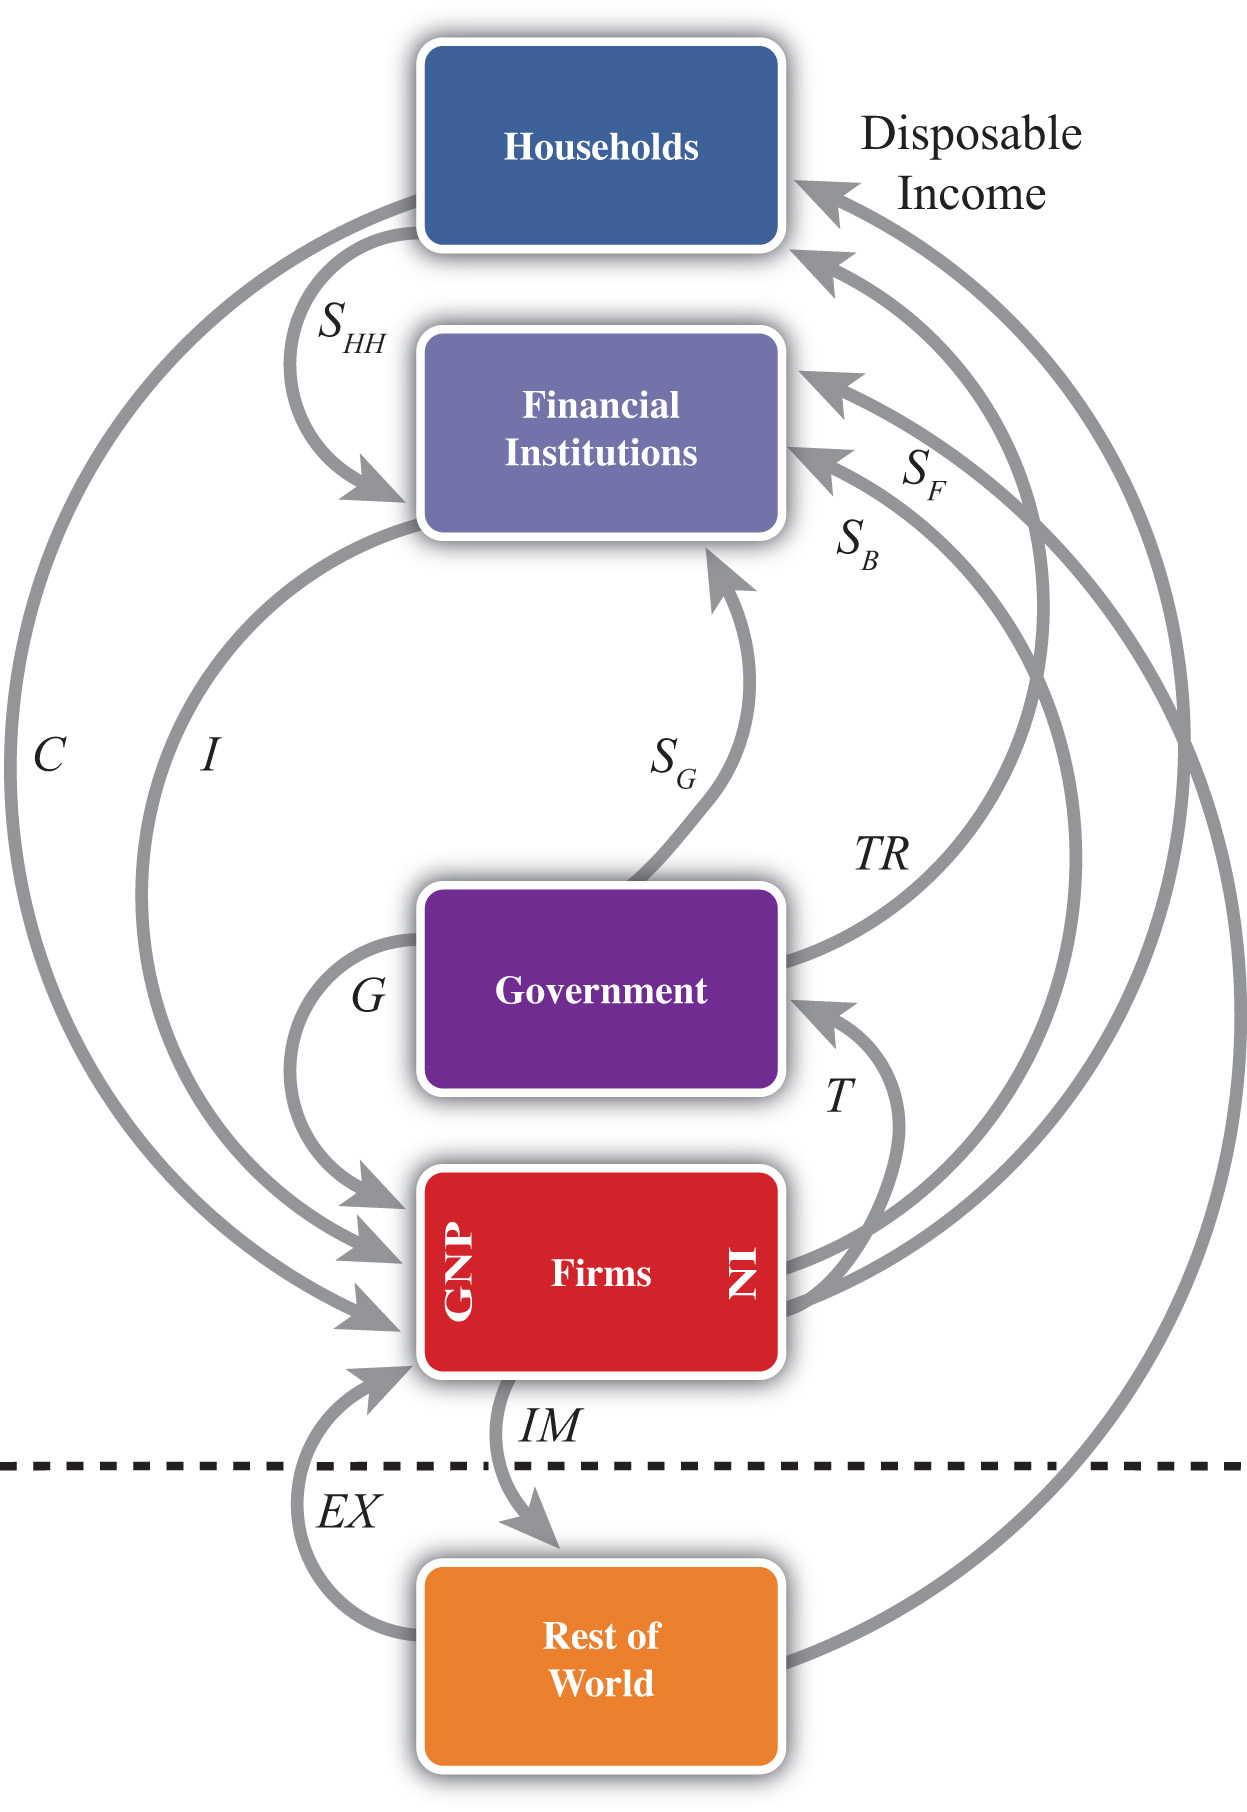 Households
Disposable
Income
S_HH
Financial
Institutions
S_F
S_B
C
I
S_G
TR
Government
G
T
GNP
Firms
NI
IM
EX
Rest of
World